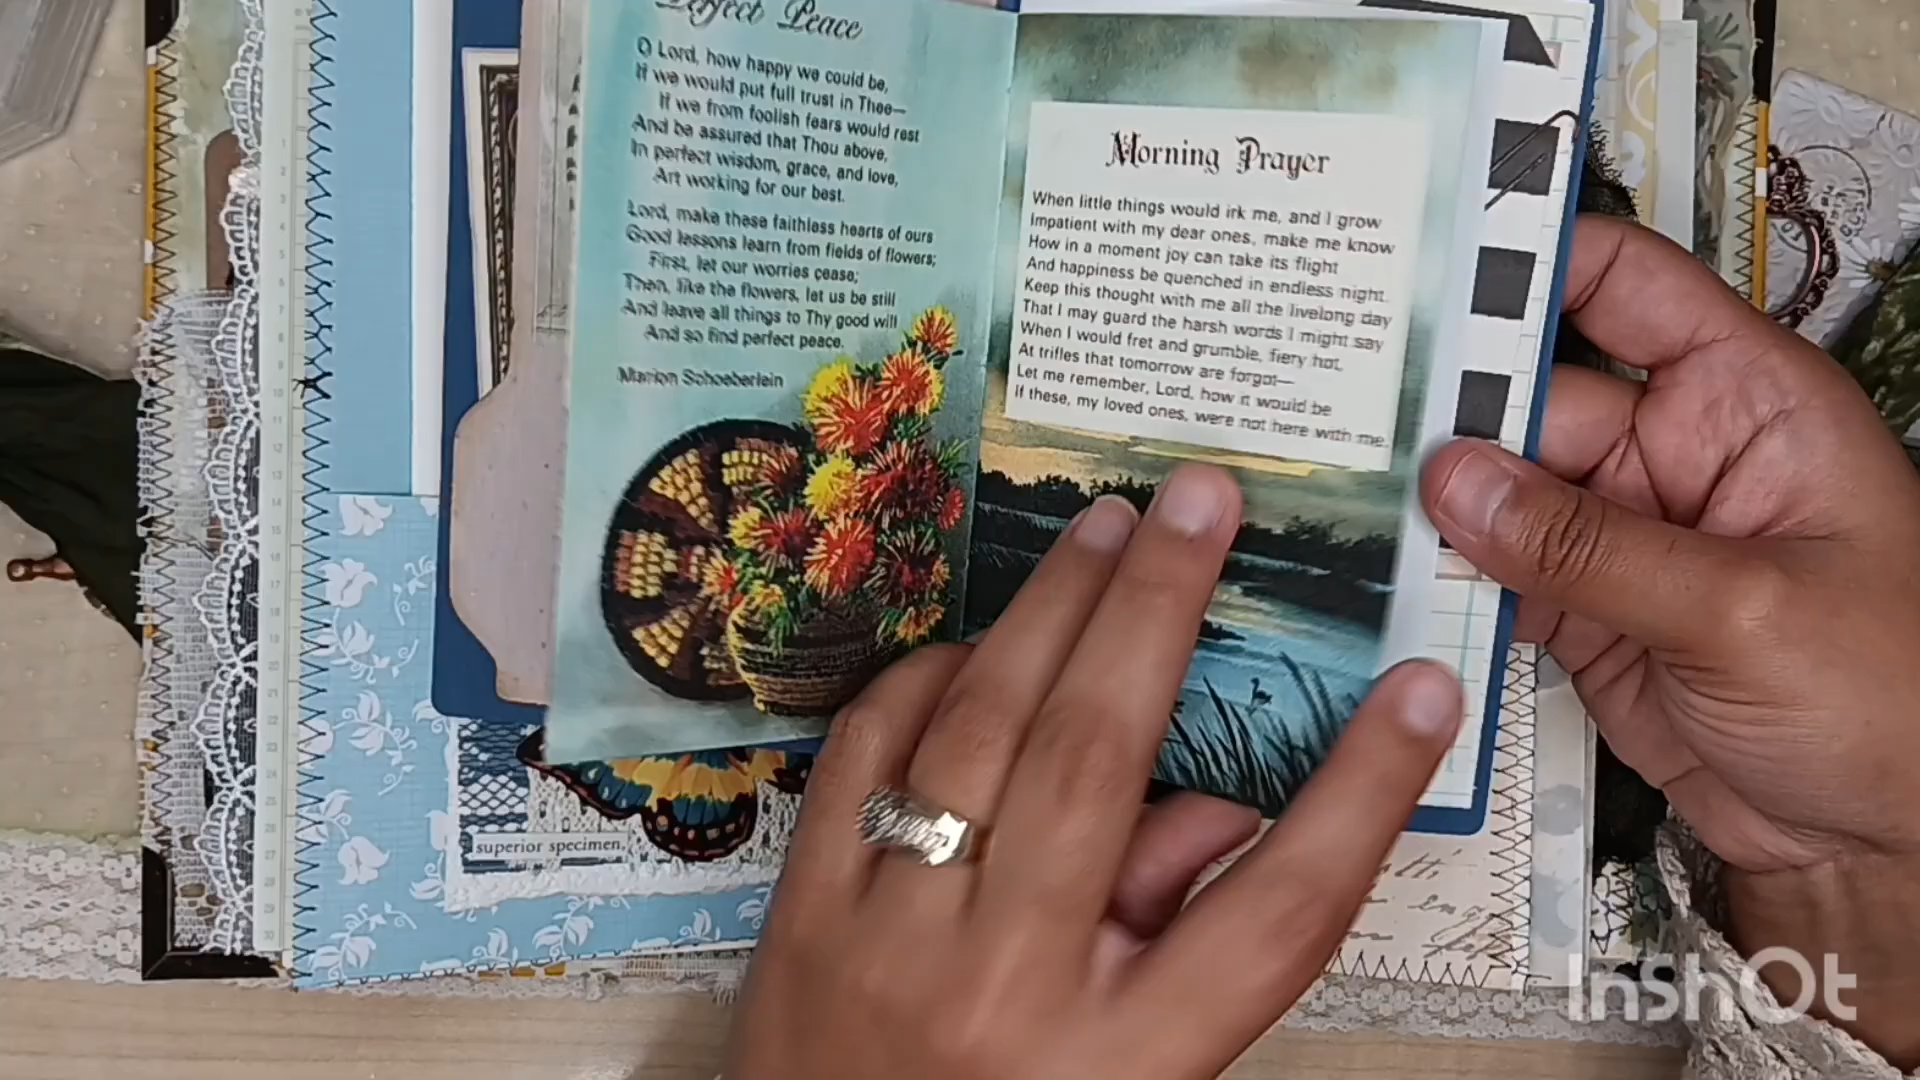 Perfect Peace
O Lord, how happy we could be,
If we would put full trust in Thee—
If we from foolish fears would rest
And be assured that Thou above,
In perfect wisdom, grace, and love,
Art working for our best.
Lord, make these faithless hearts of ours
Good lessons learn from fields of flowers;
First, let our worries cease;
Then, like the flowers, let us be still
And leave all things to Thy good will
And so find perfect peace.
Marion Schoeberlein
Morning Prayer
When little things would irk me, and I grow
Impatient with my dear ones, make me know
How in a moment joy can take its flight
And happiness be quenched in endless night.
Keep this thought with me all the livelong day
That I may guard the harsh words I might say
When I would fret and grumble, fiery hot,
At trifles that tomorrow are forgot—
Let me remember, Lord, how it would be
If these, my loved ones, were not here with me.
superior specimen.
InShOt